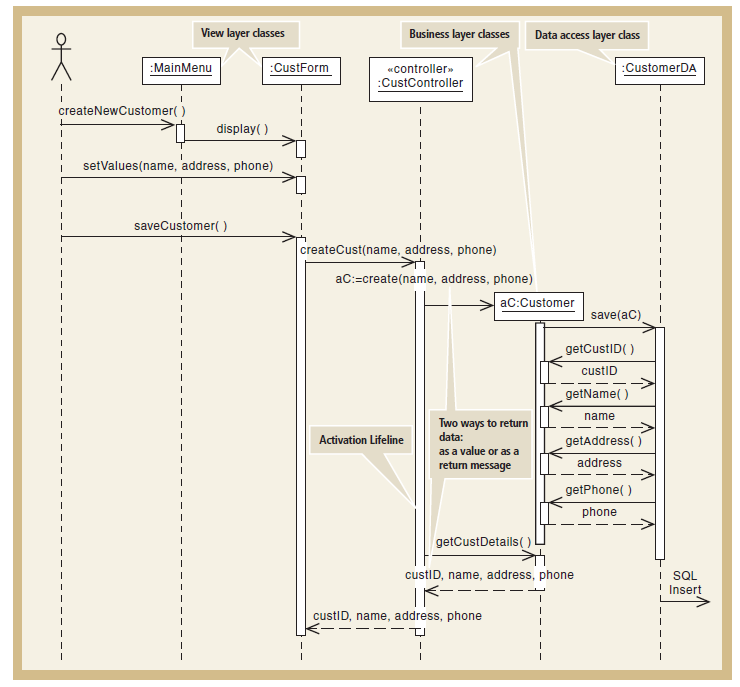 View layer classes
Business layer classes
Data access layer class
:MainMenu
:CustForm
«controller»
:CustController
:CustomerDA
createNewCustomer( )
display( )
setValues(name, address, phone)
saveCustomer( )
createCust(name, address, phone)
aC:=create(name, address, phone)
aC:Customer
save(aC)
getCustID( )
custID
getName( )
name
getAddress( )
address
getPhone( )
phone
Activation Lifeline
Two ways to return
data:
as a value or as a
return message
getCustDetails( )
custID, name, address, phone
SQL
Insert
custID, name, address, phone